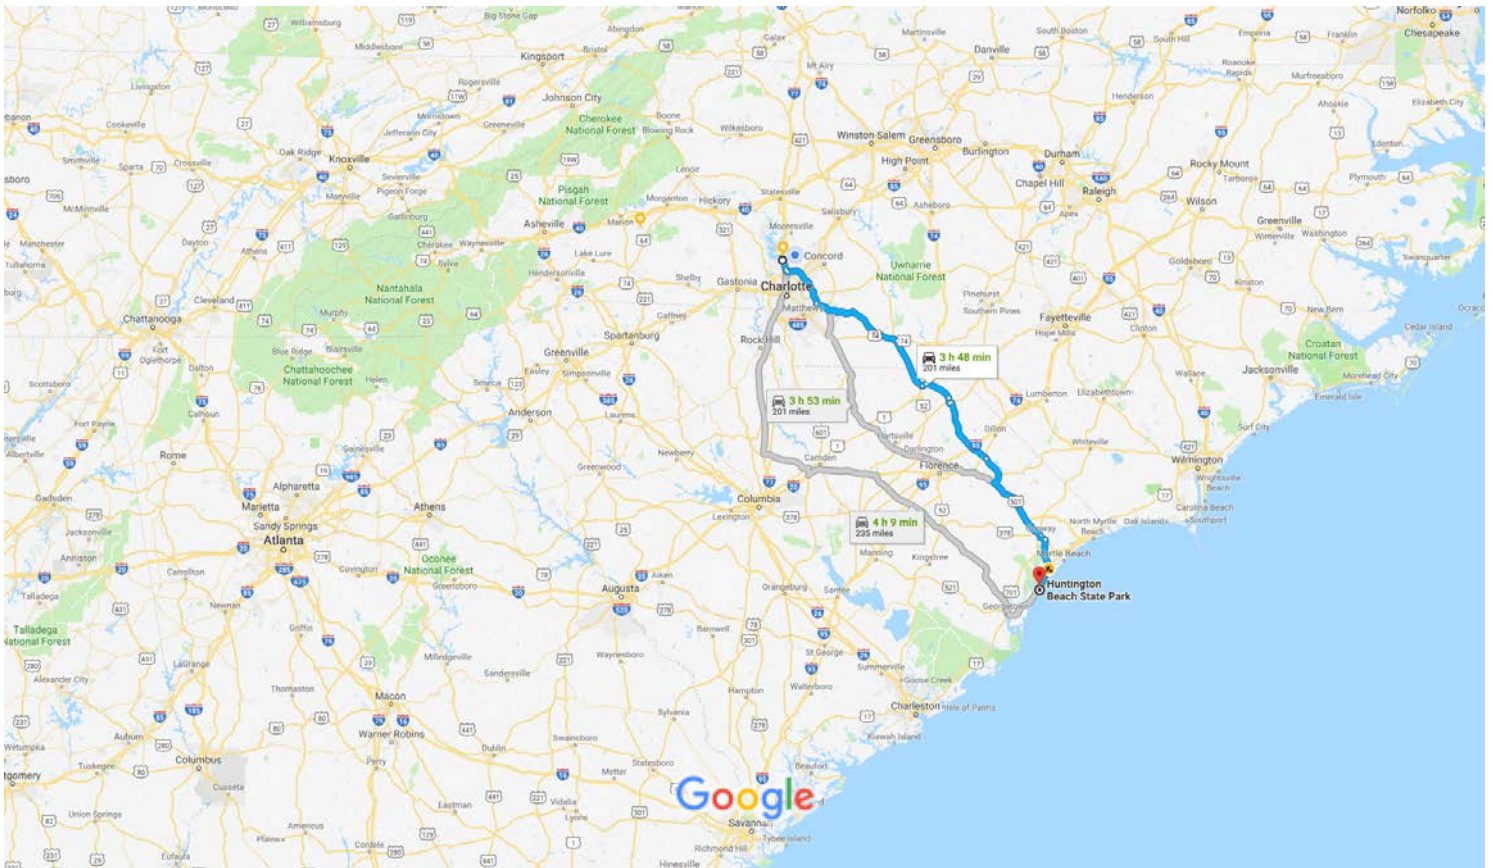 Williamsburg
Big Stone Gap
Abingdon
Galax
Martinsville
South Boston
Danville
South Hill
Emporia
Franklin
Norfolk
Chesapeake
Middlesboro
Kingsport
Bristol
Mt Airy
Roanoke
Rapids
Murfreesboro
Livingston
Rogersville
Johnson City
Henderson
Ahoskie
Elizabeth City
Cookeville
Morristown
Greeneville
Cherokee
National Forest
Boone
Blowing Rock
Wilkesboro
Winston-Salem
Greensboro
Burlington
Durham
Edenton
Jefferson City
Oak Ridge
Knoxville
High Point
Chapel Hill
Raleigh
Rocky Mount
Tarboro
Plymouth
Smithville
Sparta
Crossville
Sevierville
Pigeon Forge
Maryville
Gatlinburg
Lenoir
Pisgah
National Forest
Morganton
Hickory
Statesville
Salisbury
Asheboro
Apex
Wilson
McMinnville
Marion
Asheville
Mooresville
Greenville
Winterville
Washington
Manchester
Dayton
Athens
Cherokee
Sylva
Waynesville
Lake Lure
Hendersonville
Shelby
Gastonia
Concord
Charlotte
Uwharrie
National Forest
Goldsboro
Kinston
Swanquarter
Tullahoma
Nantahala
National Forest
Cleveland
Murphy
Gaffney
Matthews
Pinehurst
Southern Pines
Fayetteville
Hope Mills
Clinton
New Bern
Cedar Island
Chattanooga
Fort
Oglethorpe
Dalton
Blue Ridge
Blairsville
Spartanburg
Rock Hill
Greenville
Easley
Simpsonville
3 h 48 min
201 miles
Croatan
National Forest
Jacksonville
Morehead City
Emerald Isle
Wallace
Scottsboro
Chattahoochee
National Forest
Helen
Seneca
Calhoun
Anderson
Laurens
3 h 53 min
201 miles
Lumberton
Elizabethtown
Surf City
Fort Payne
Albertville
Rome
Gainesville
Hartsville
Darlington
Dillon
Whiteville
Wilmington
Wrightsville
Beach
Gadsden
Alpharetta
Marietta
Greenwood
Newberry
Camden
Florence
Columbia
Lexington
Carolina Beach
Southport
Jacksonville
Sandy Springs
Athens
Atlanta
4 h 9 min
235 miles
Conway
North Myrtle
Beach
Oak Island
Anniston
Carrollton
Covington
Oconee
National Forest
Greensboro
Aiken
Augusta
Manning
Kingstree
Myrtle Beach
Talladega
Newnan
Orangeburg
Santee
Georgetown
Huntington
Beach State Park
Talladega
National Forest
Griffin
Barnwell
LaGrange
Milledgeville
Sandersville
Waynesboro
St George
Summerville
Goose Creek
Alexander City
Thomaston
Macon
Hampton
Walterboro
Charleston
Isle of Palms
Wetumpka
Auburn
Warner Robins
Sylvania
Kiawah Island
Tuskegee
Columbus
Perry
Dublin
Swainsboro
Metter
Statesboro
Beaufort
Cusseta
Google
Union Springs
Eastman
Vidalia
Lyons
Savannah
Tybee Island
Americus
Plains
Cordele
Richmond Hill
Eufaula
Hinesville